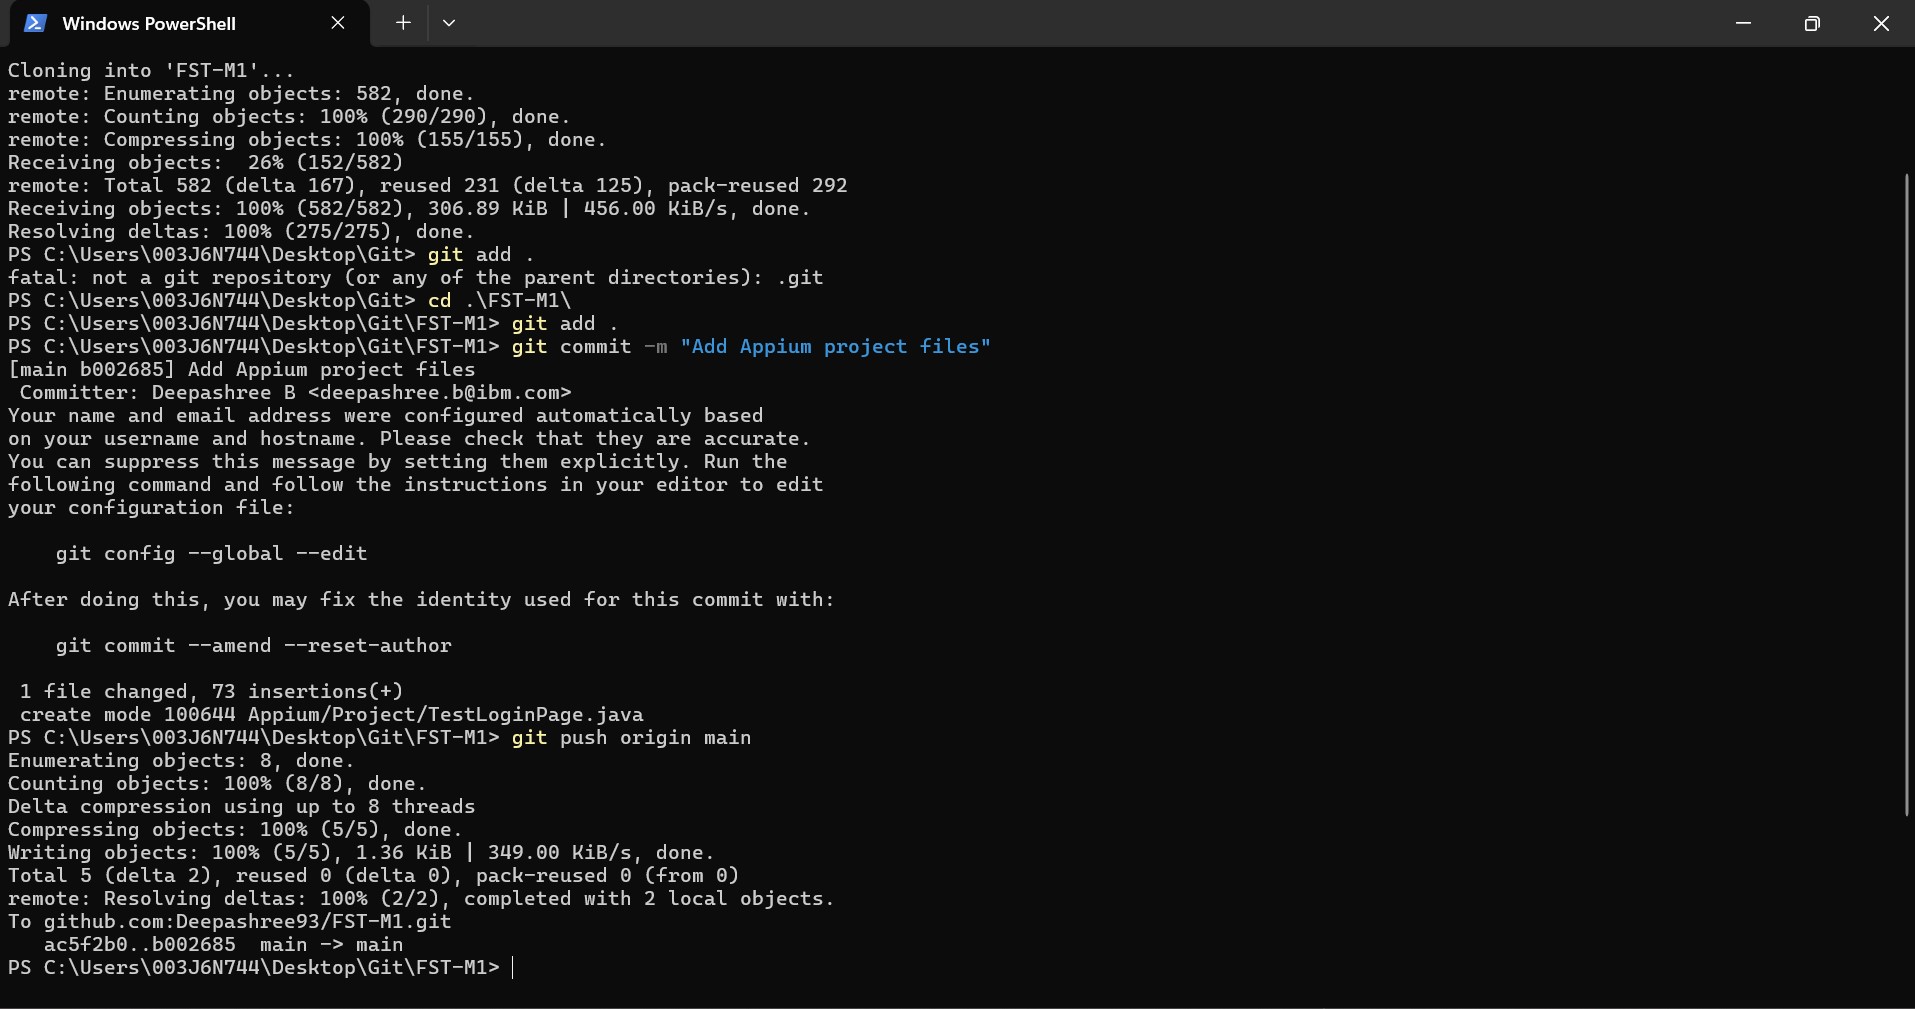 Windows PowerShell
Cloning into 'FST-M1'...
remote: Enumerating objects: 582, done.
remote: Counting objects: 100% (290/290), done.
remote: Compressing objects: 100% (155/155), done.
Receiving objects:  26% (152/582)
remote: Total 582 (delta 167), reused 231 (delta 125), pack-reused 292
Receiving objects: 100% (582/582), 306.89 KiB | 456.00 KiB/s, done.
Resolving deltas: 100% (275/275), done.
PS C:\Users\003J6N744\Desktop\Git> git add .
fatal: not a git repository (or any of the parent directories): .git
PS C:\Users\003J6N744\Desktop\Git> cd .\FST-M1\
PS C:\Users\003J6N744\Desktop\Git\FST-M1> git add .
PS C:\Users\003J6N744\Desktop\Git\FST-M1> git commit -m "Add Appium project files"
[main b002685] Add Appium project files
 Committer: Deepashree B <deepashree.b@ibm.com>
Your name and email address were configured automatically based
on your username and hostname. Please check that they are accurate.
You can suppress this message by setting them explicitly. Run the
following command and follow the instructions in your editor to edit
your configuration file:

    git config --global --edit

After doing this, you may fix the identity used for this commit with:

    git commit --amend --reset-author

 1 file changed, 73 insertions(+)
 create mode 100644 Appium/Project/TestLoginPage.java
PS C:\Users\003J6N744\Desktop\Git\FST-M1> git push origin main
Enumerating objects: 8, done.
Counting objects: 100% (8/8), done.
Delta compression using up to 8 threads
Compressing objects: 100% (5/5), done.
Writing objects: 100% (5/5), 1.36 KiB | 349.00 KiB/s, done.
Total 5 (delta 2), reused 0 (delta 0), pack-reused 0 (from 0)
remote: Resolving deltas: 100% (2/2), completed with 2 local objects.
To github.com:Deepashree93/FST-M1.git
   ac5f2b0..b002685  main -> main
PS C:\Users\003J6N744\Desktop\Git\FST-M1>